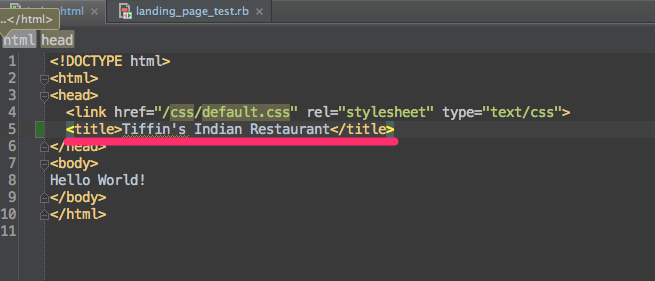 html landing_page_test.rb
..</html>
html head
1 <!DOCTYPE html>
2 <html>
3 <head>
4 <link href="/css/default.css" rel="stylesheet" type="text/css">
5 <title>Tiffin's Indian Restaurant</title>
6 </head>
7 <body>
8 Hello World!
9 </body>
10 </html>
11